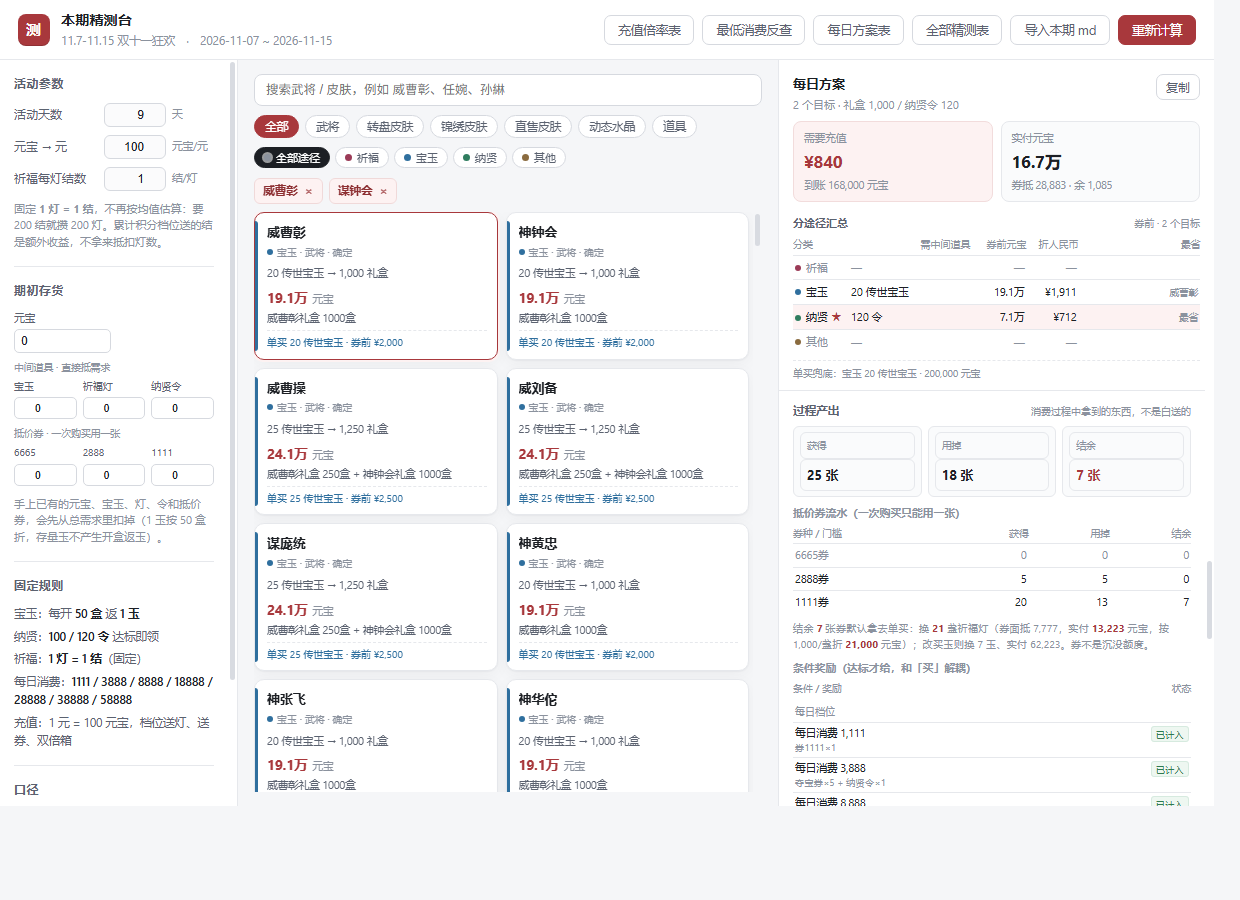 测
本期精测台
11.7-11.15 双十一狂欢 · 2026-11-07 ~ 2026-11-15
充值倍率表
最低消费反查
每日方案表
全部精测表
导入本期 md
重新计算
活动参数
活动天数 9 天
元宝 → 元 100 元宝/元
祈福每灯结数 1 结/灯
固定 1 灯 = 1 结，不再按均值估算：要
200 结就攒 200 灯。累计积分档位送的结
是额外收益，不拿来抵扣灯数。
期初存货
元宝
0
中间道具 · 直接抵需求
宝玉 祈福灯 纳贤令
0 0 0
抵价券 · 一次购买用一张
6665 2888 1111
0 0 0
手上已有的元宝、宝玉、灯、令和抵价
券，会先从总需求里扣掉（1 玉按 50 盒
折，存量玉不产生开盒返玉）。
固定规则
宝玉：每开 50 盒 返 1 玉
纳贤：100 / 120 令 达标即领
祈福：1 灯 = 1 结（固定）
每日消费：1111 / 3888 / 8888 / 18888 /
28888 / 38888 / 58888
充值：1 元 = 100 元宝，档位送灯、送
券、双倍箱
口径
搜索武将 / 皮肤，例如 威曹彰、任婉、孙綝
全部 武将 转盘皮肤 锦绣皮肤 直售皮肤 动态水晶 道具
全部途径 祈福 宝玉 纳贤 其他
威曹彰 × 谋钟会 ×
威曹彰
宝玉 · 武将 · 确定
20 传世宝玉 → 1,000 礼盒
19.1万 元宝
威曹彰礼盒 1000盒
单买 20 传世宝玉 · 券前 ¥2,000
神钟会
宝玉 · 武将 · 确定
20 传世宝玉 → 1,000 礼盒
19.1万 元宝
威曹彰礼盒 1000盒
单买 20 传世宝玉 · 券前 ¥2,000
威曹操
宝玉 · 武将 · 确定
25 传世宝玉 → 1,250 礼盒
24.1万 元宝
威曹彰礼盒 250盒 + 神钟会礼盒 1000盒
单买 25 传世宝玉 · 券前 ¥2,500
威刘备
宝玉 · 武将 · 确定
25 传世宝玉 → 1,250 礼盒
24.1万 元宝
威曹彰礼盒 250盒 + 神钟会礼盒 1000盒
单买 25 传世宝玉 · 券前 ¥2,500
谋庞统
宝玉 · 武将 · 确定
25 传世宝玉 → 1,250 礼盒
24.1万 元宝
威曹彰礼盒 250盒 + 神钟会礼盒 1000盒
单买 25 传世宝玉 · 券前 ¥2,500
神黄忠
宝玉 · 武将 · 确定
20 传世宝玉 → 1,000 礼盒
19.1万 元宝
威曹彰礼盒 1000盒
单买 20 传世宝玉 · 券前 ¥2,000
神张飞
宝玉 · 武将 · 确定
20 传世宝玉 → 1,000 礼盒
19.1万 元宝
威曹彰礼盒 1000盒
神华佗
宝玉 · 武将 · 确定
20 传世宝玉 → 1,000 礼盒
19.1万 元宝
威曹彰礼盒 1000盒
每日方案
复制
2 个目标 · 礼盒 1,000 / 纳贤令 120
需要充值
¥840
到账 168,000 元宝
实付元宝
16.7万
券抵 28,883 · 余 1,085
分途径汇总 券前 · 2 个目标
分类 需中间道具 券前元宝 折人民币 最省
祈福 — — —
宝玉 20 传世宝玉 19.1万 ¥1,911 威曹彰
纳贤 ★ 120 令 7.1万 ¥712 最省
其他 — — —
单买兜底：宝玉 20 传世宝玉 · 200,000 元宝
过程产出 消费过程中拿到的东西，不是白送的
获得
25 张
用掉
18 张
结余
7 张
抵价券流水（一次购买只能用一张）
券种 / 门槛 获得 用掉 结余
6665券 0 0 0
2888券 5 5 0
1111券 20 13 7
结余 7 张券默认拿去单买：换 21 盏祈福灯（券面抵 7,777，实付 13,223 元宝，按
1,000/盏折 21,000 元宝）；改买玉则换 7 玉、实付 62,223。券不是沉没额度。
条件奖励（达标才给，和「买」解耦）
条件 / 奖励 状态
每日档位
每日消费 1,111 已计入
券1111×1
每日消费 3,888 已计入
夺宝券×5 + 纳贤令×1
每日消费 8,888 已计入